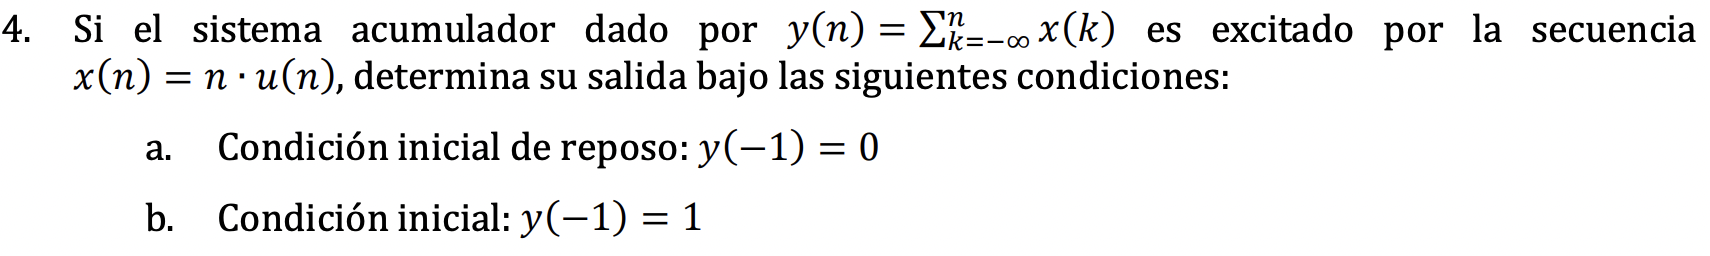 4. Si el sistema acumulador dado por y(n) = ∑ⁿₖ₌₋∞ x(k) es excitado por la secuencia
x(n) = n · u(n), determina su salida bajo las siguientes condiciones:
a. Condición inicial de reposo: y(−1) = 0
b. Condición inicial: y(−1) = 1